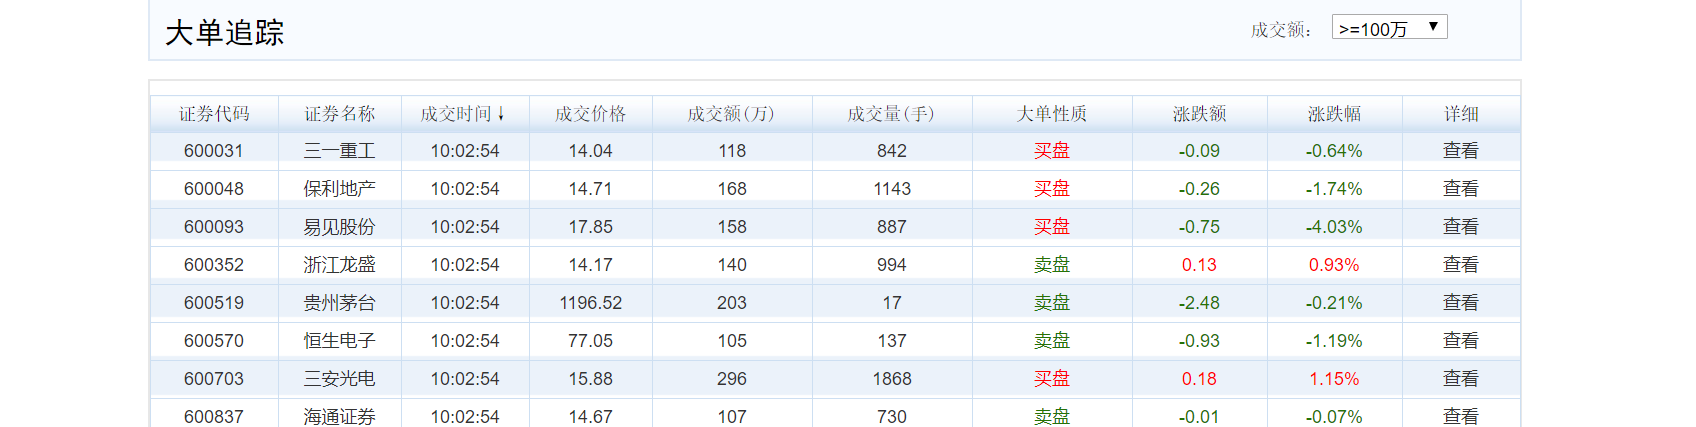 大单追踪
成交额： >=100万 ▼
证券代码 证券名称 成交时间↓ 成交价格 成交额(万) 成交量(手) 大单性质 涨跌额 涨跌幅 详细
600031 三一重工 10:02:54 14.04 118 842 买盘 -0.09 -0.64% 查看
600048 保利地产 10:02:54 14.71 168 1143 买盘 -0.26 -1.74% 查看
600093 易见股份 10:02:54 17.85 158 887 买盘 -0.75 -4.03% 查看
600352 浙江龙盛 10:02:54 14.17 140 994 卖盘 0.13 0.93% 查看
600519 贵州茅台 10:02:54 1196.52 203 17 卖盘 -2.48 -0.21% 查看
600570 恒生电子 10:02:54 77.05 105 137 卖盘 -0.93 -1.19% 查看
600703 三安光电 10:02:54 15.88 296 1868 买盘 0.18 1.15% 查看
600837 海通证券 10:02:54 14.67 107 730 卖盘 -0.01 -0.07% 查看